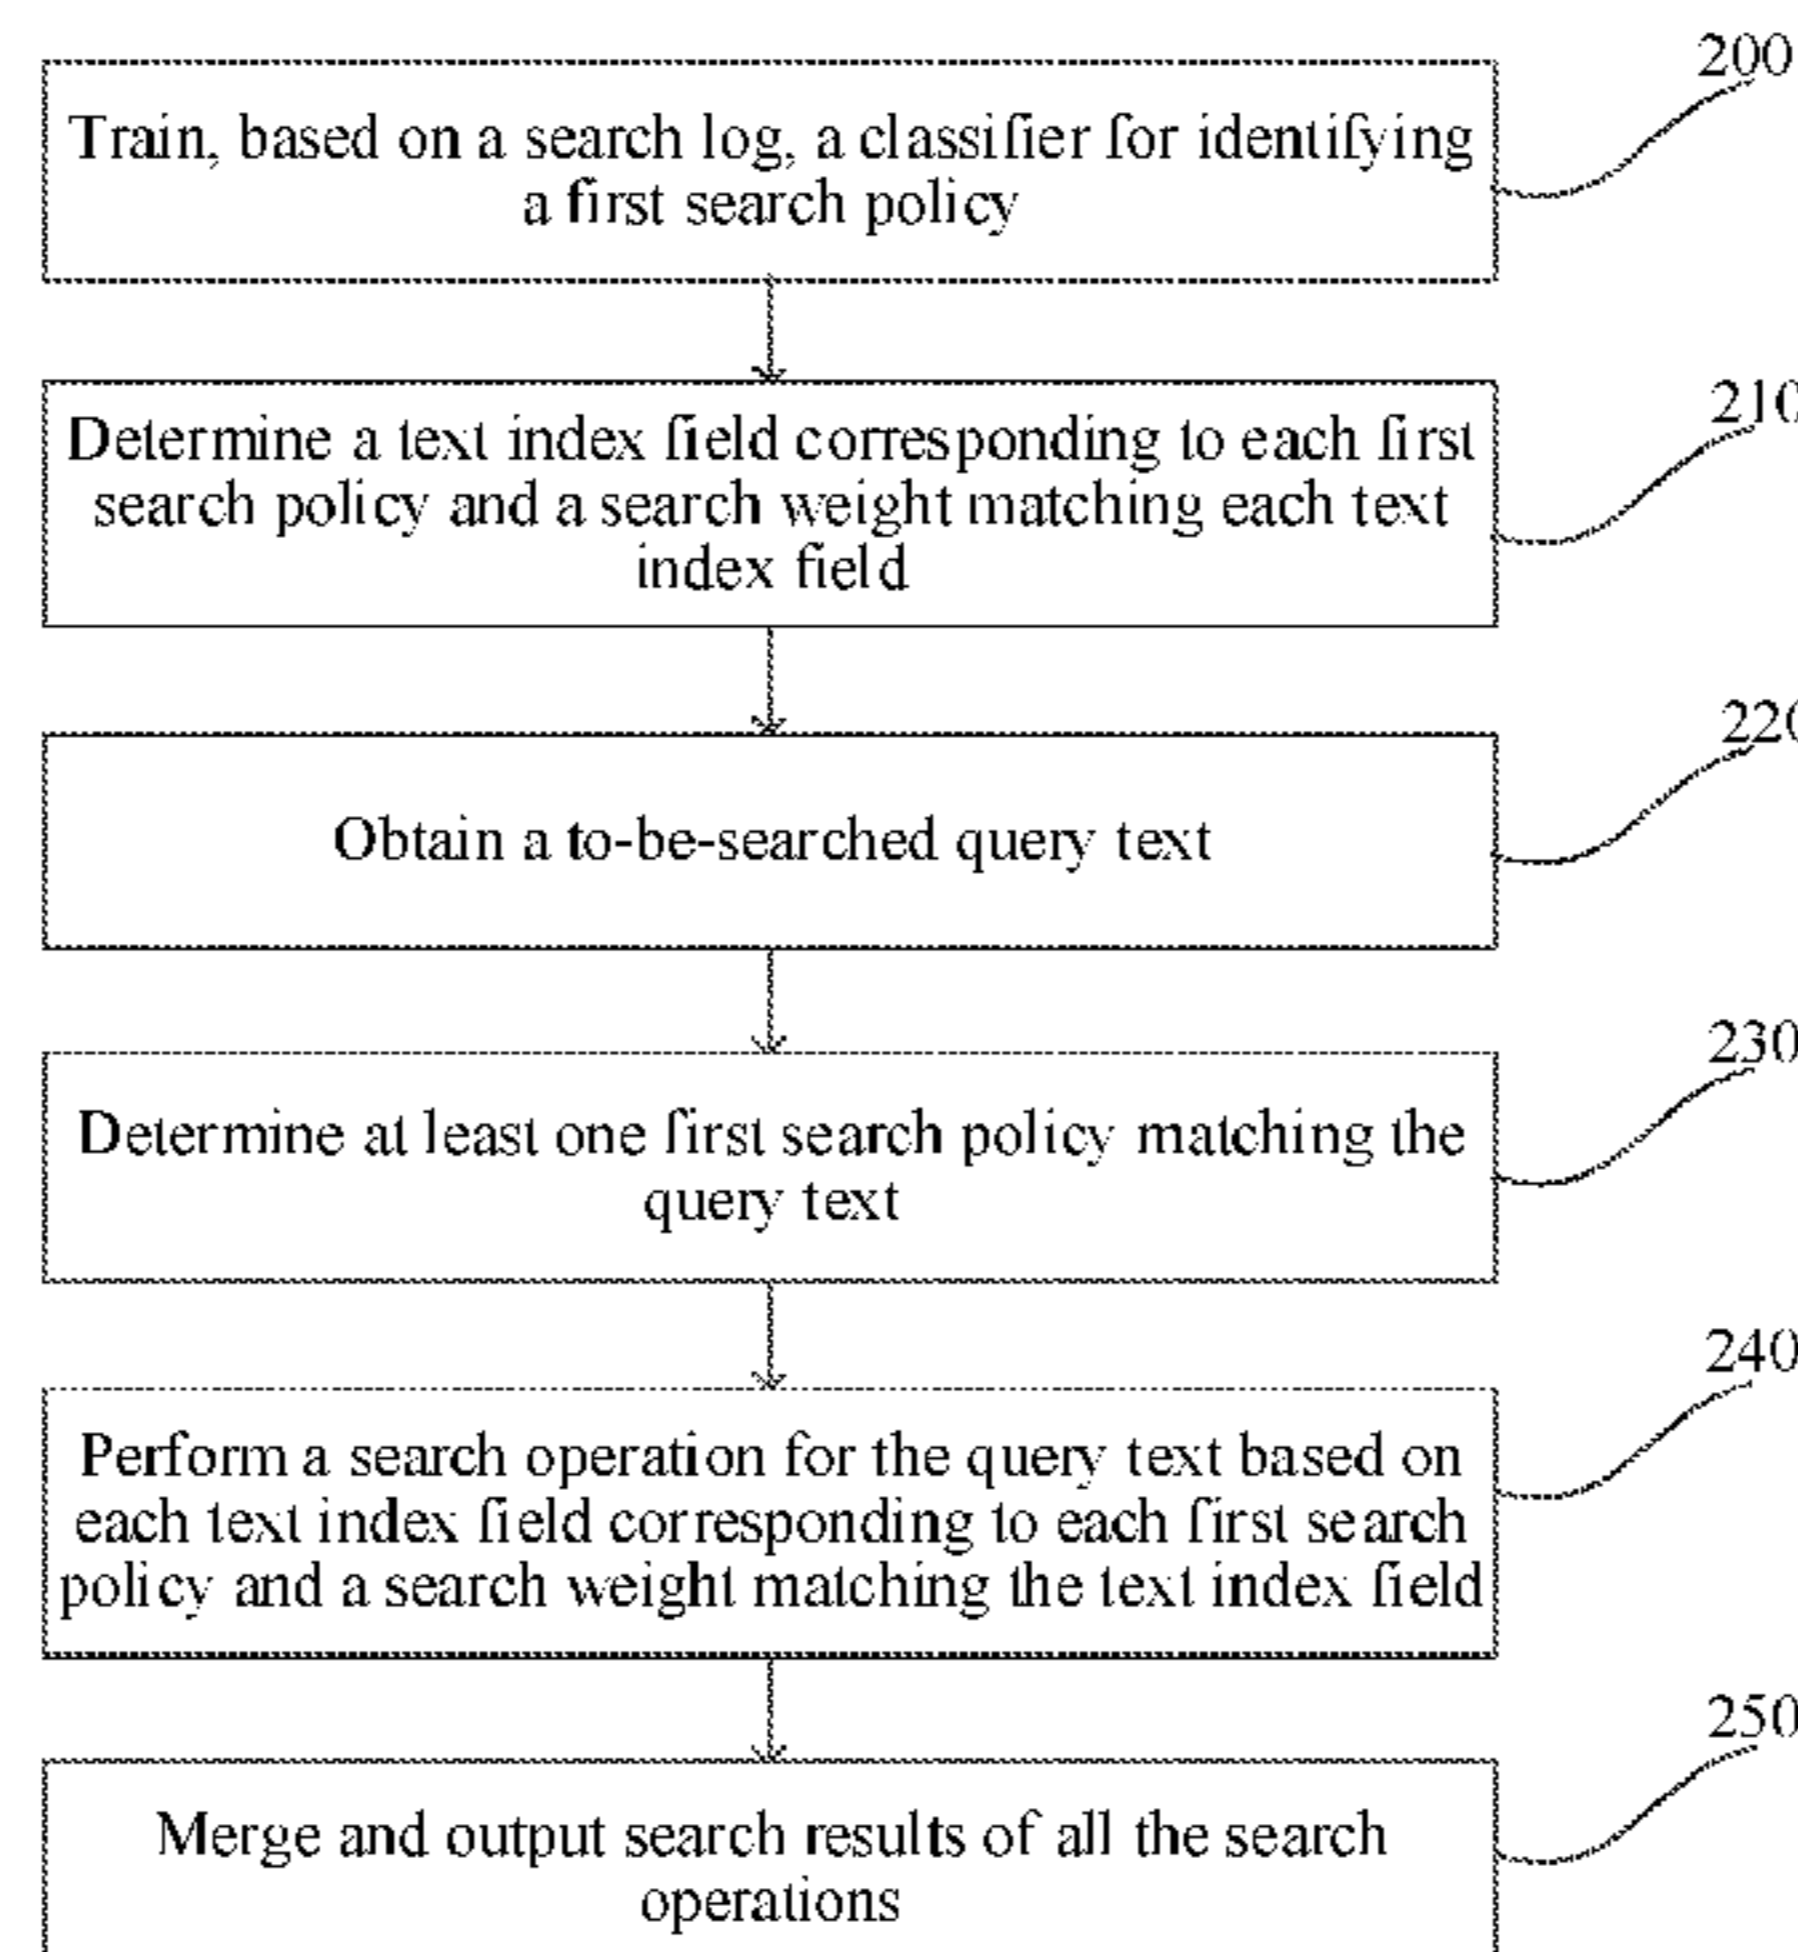 200
Train, based on a search log, a classifier for identifying
a first search policy
210
Determine a text index field corresponding to each first
search policy and a search weight matching each text
index field
220
Obtain a to-be-searched query text
230
Determine at least one first search policy matching the
query text
240
Perform a search operation for the query text based on
each text index field corresponding to each first search
policy and a search weight matching the text index field
250
Merge and output search results of all the search
operations